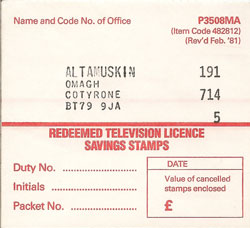 Name and Code No. of Office P3508MA
(Item Code 482812)
(Rev'd Feb. '81)
ALTAMUSKIN 191
OMAGH
COTYRONE 714
BT79 9JA
5
REDEEMED TELEVISION LICENCE
SAVINGS STAMPS
Duty No.
Initials
Packet No.
DATE
Value of cancelled
stamps enclosed
£